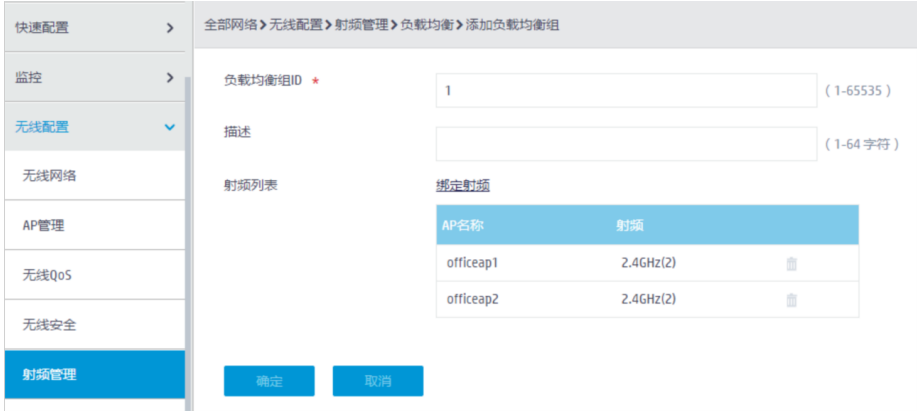 快速配置
全部网络>无线配置>射频管理>负载均衡>添加负载均衡组
监控
负载均衡组ID *
1
(1-65535)
无线配置
描述
(1-64 字符)
无线网络
射频列表
绑定射频
AP管理
AP名称 射频
officeap1 2.4GHz(2)
无线QoS
officeap2 2.4GHz(2)
无线安全
射频管理
确定 取消